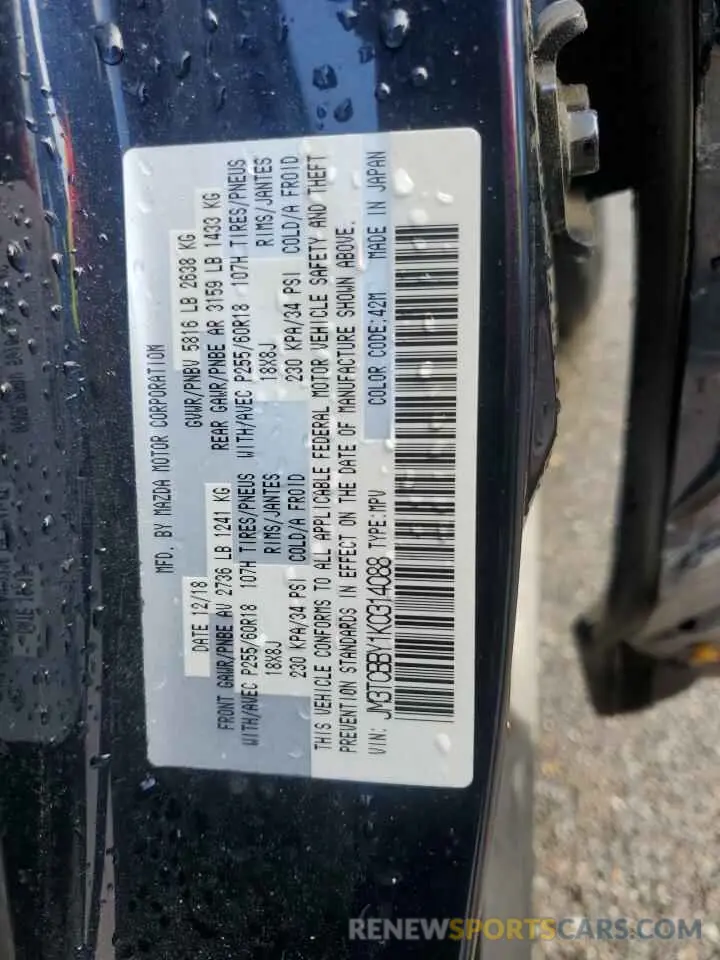 MFD. BY MAZDA MOTOR CORPORATION
DATE 12/18 GVWR/PNBV 5816 LB 2638 KG
FRONT GAWR/PNBE AV 2736 LB 1241 KG REAR GAWR/PNBE AR 3159 LB 1433 KG
WITH/AVEC P255/60R18 107H TIRES/PNEUS WITH/AVEC P255/60R18 107H TIRES/PNEUS
18X8J RIMS/JANTES 18X8J RIMS/JANTES
230 KPA/34 PSI COLD/A FROID 230 KPA/34 PSI COLD/A FROID
THIS VEHICLE CONFORMS TO ALL APPLICABLE FEDERAL MOTOR VEHICLE SAFETY AND THEFT
PREVENTION STANDARDS IN EFFECT ON THE DATE OF MANUFACTURE SHOWN ABOVE.
VIN: JM3TCBBY1K0314088 TYPE:MPV COLOR CODE:42M MADE IN JAPAN
RENEWSPORTSCARS.COM